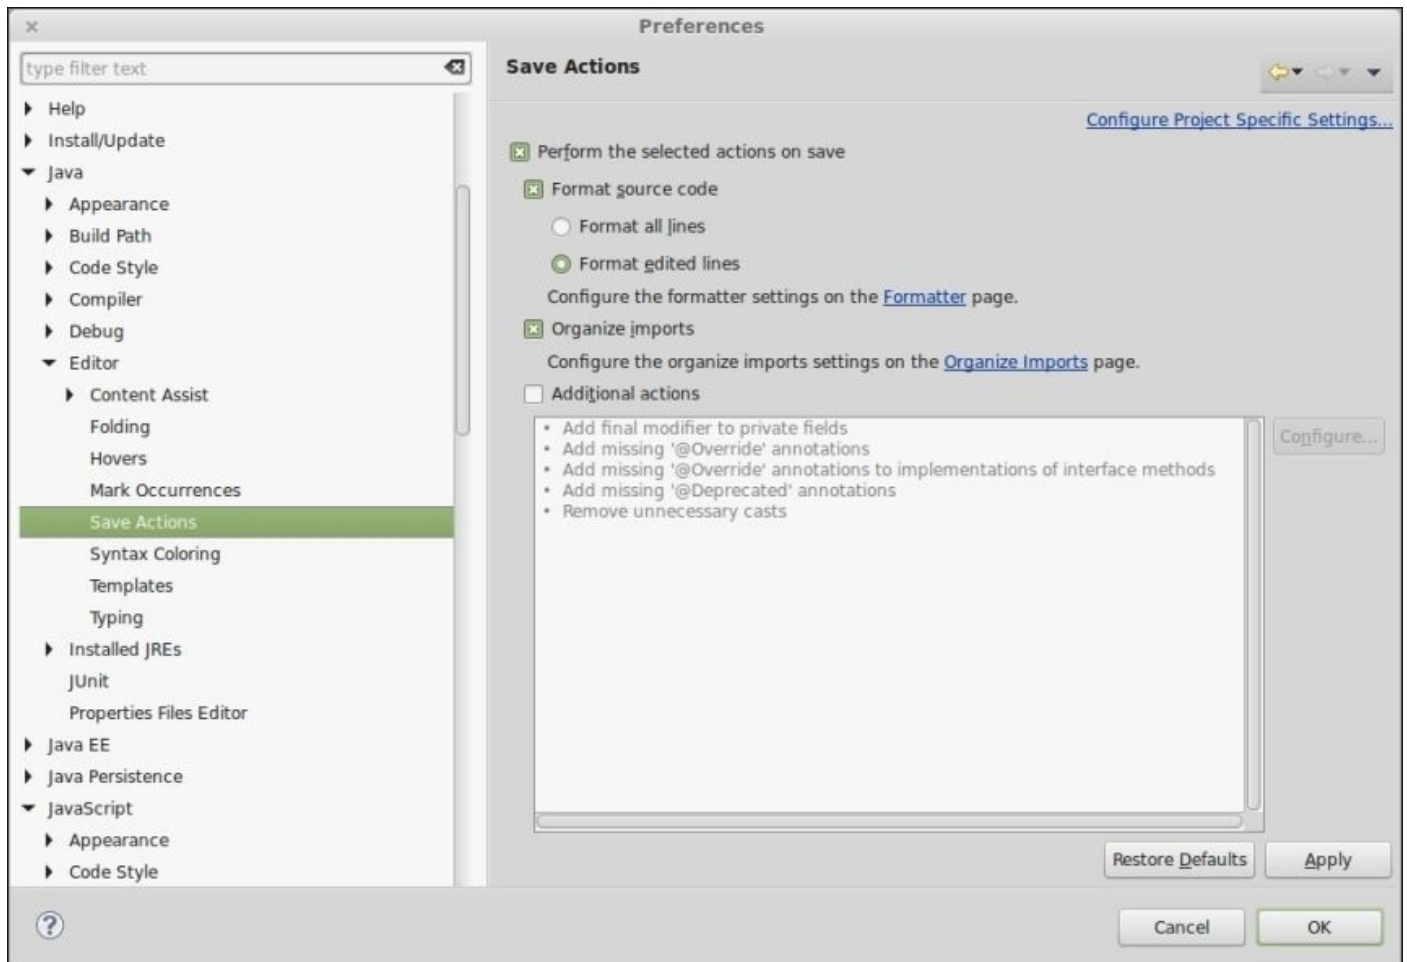 Preferences
type filter text
Help
Install/Update
Java
Appearance
Build Path
Code Style
Compiler
Debug
Editor
Content Assist
Folding
Hovers
Mark Occurrences
Save Actions
Syntax Coloring
Templates
Typing
Installed JREs
JUnit
Properties Files Editor
Java EE
Java Persistence
JavaScript
Appearance
Code Style
Save Actions
Configure Project Specific Settings...
Perform the selected actions on save
Format source code
Format all lines
Format edited lines
Configure the formatter settings on the Formatter page.
Organize imports
Configure the organize imports settings on the Organize Imports page.
Additional actions
• Add final modifier to private fields
• Add missing '@Override' annotations
• Add missing '@Override' annotations to implementations of interface methods
• Add missing '@Deprecated' annotations
• Remove unnecessary casts
Configure...
Restore Defaults
Apply
?
Cancel
OK